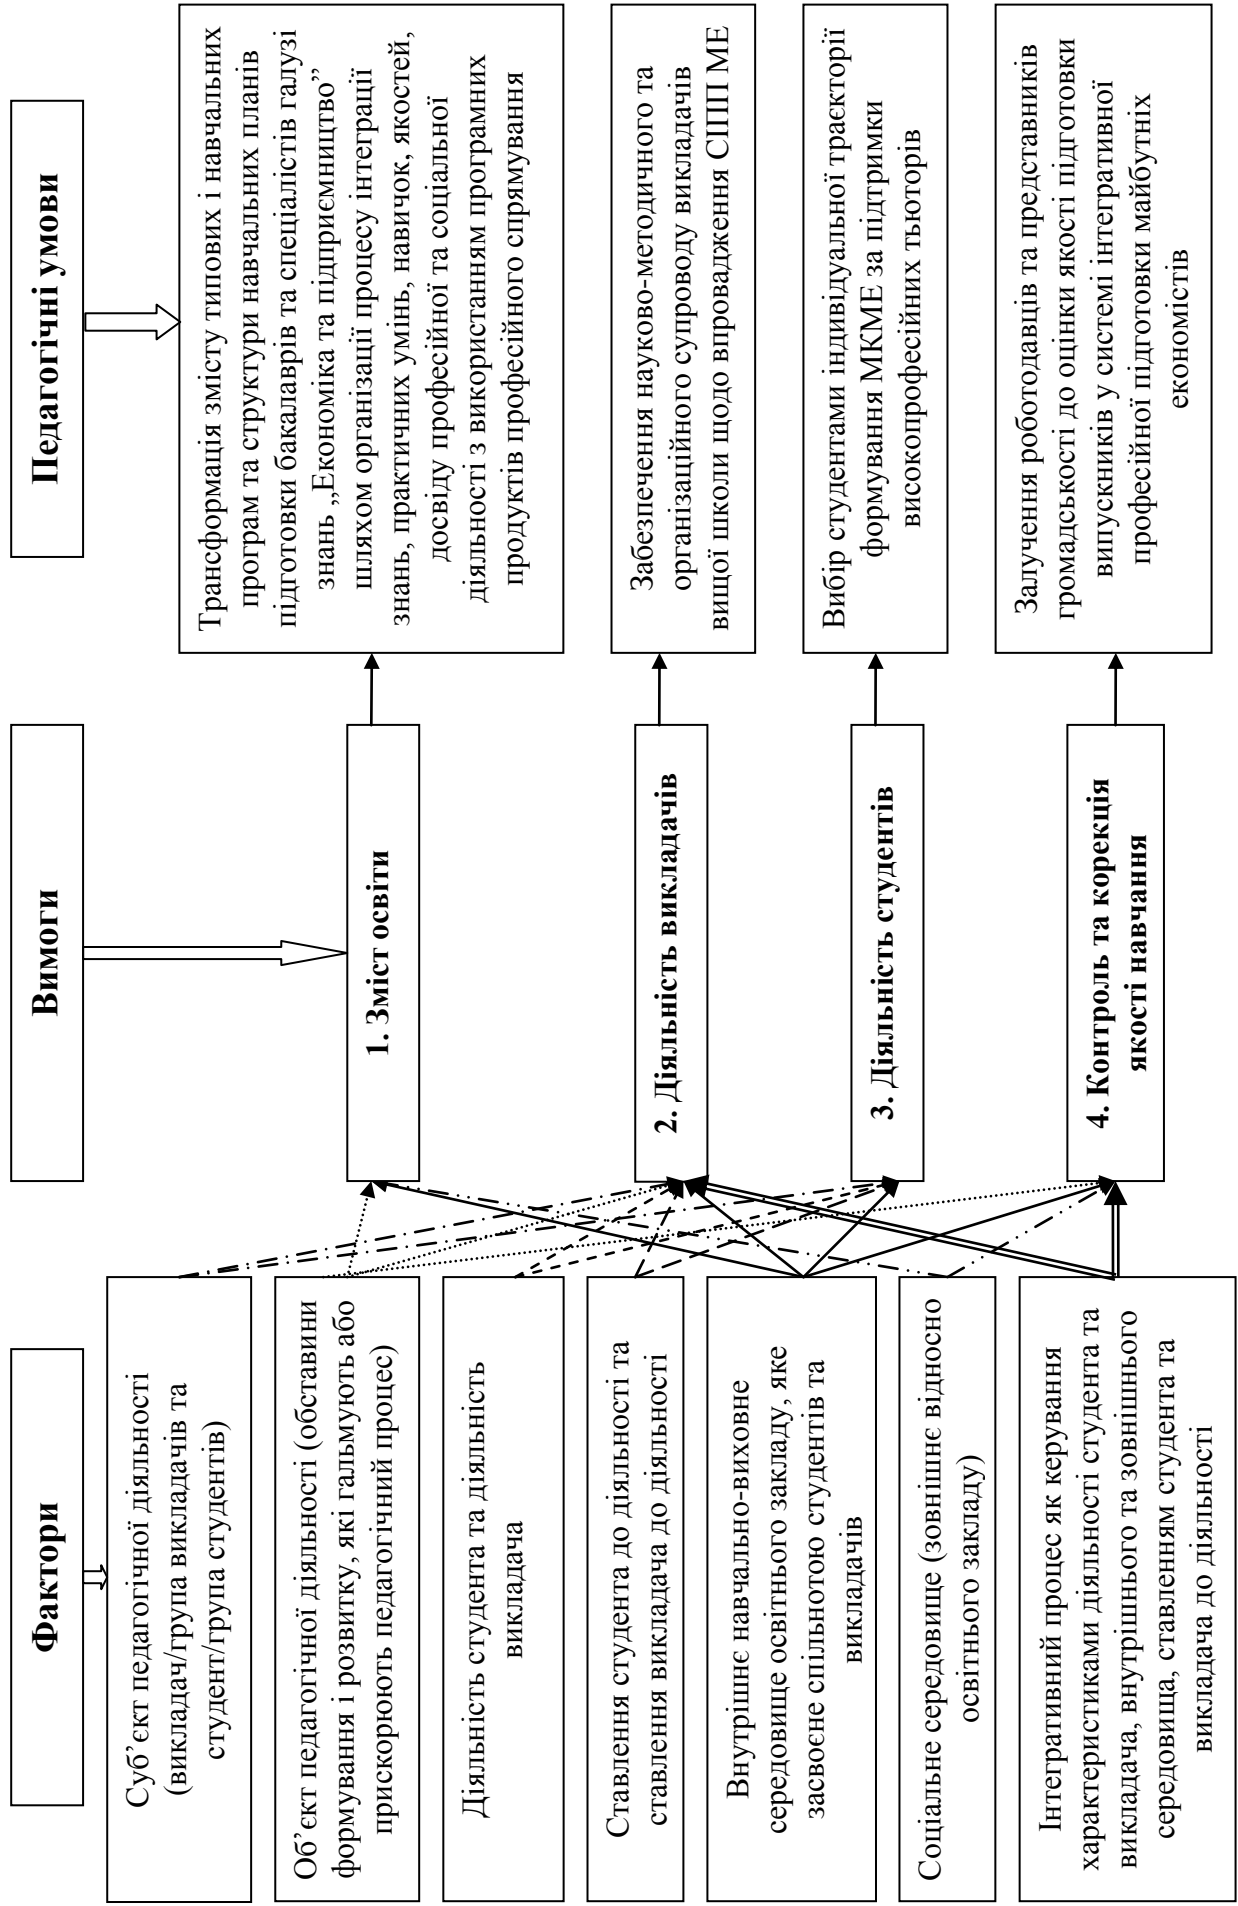 Фактори
Суб’єкт педагогічної діяльності
(викладач/група викладачів та
студент/група студентів)
Об’єкт педагогічної діяльності (обставини
формування і розвитку, які гальмують або
прискорюють педагогічний процес)
Діяльність студента та діяльність
викладача
Ставлення студента до діяльності та
ставлення викладача до діяльності
Внутрішнє навчально-виховне
середовище освітнього закладу, яке
засвоєне спільнотою студентів та
викладачів
Соціальне середовище (зовнішнє відносно
освітнього закладу)
Інтегративний процес як керування
характеристиками діяльності студента та
викладача, внутрішнього та зовнішнього
середовища, ставленням студента та
викладача до діяльності
Вимоги
1. Зміст освіти
2. Діяльність викладачів
3. Діяльність студентів
4. Контроль та корекція
якості навчання
Педагогічні умови
Трансформація змісту типових і навчальних
програм та структури навчальних планів
підготовки бакалаврів та спеціалістів галузі
знань „Економіка та підприємництво”
шляхом організації процесу інтеграції
знань, практичних умінь, навичок, якостей,
досвіду професійної та соціальної
діяльності з використанням програмних
продуктів професійного спрямування
Забезпечення науково-методичного та
організаційного супроводу викладачів
вищої школи щодо впровадження СІПП МЕ
Вибір студентами індивідуальної траєкторії
формування МКМЕ за підтримки
високопрофесійних тьюторів
Залучення роботодавців та представників
громадськості до оцінки якості підготовки
випускників у системі інтегративної
професійної підготовки майбутніх
економістів